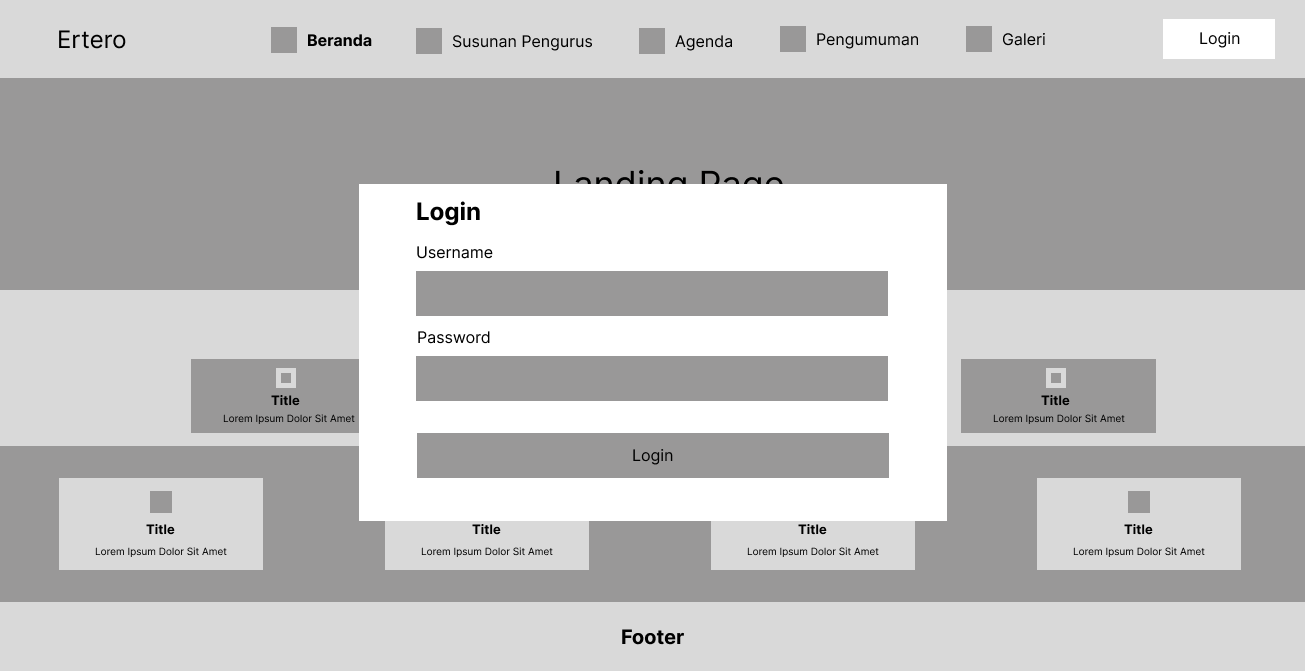 Ertero
Beranda
Susunan Pengurus
Agenda
Pengumuman
Galeri
Login
Landing Page
Login
Username
Password
Login
Title
Lorem Ipsum Dolor Sit Amet
Title
Lorem Ipsum Dolor Sit Amet
Title
Lorem Ipsum Dolor Sit Amet
Title
Lorem Ipsum Dolor Sit Amet
Title
Lorem Ipsum Dolor Sit Amet
Title
Lorem Ipsum Dolor Sit Amet
Footer